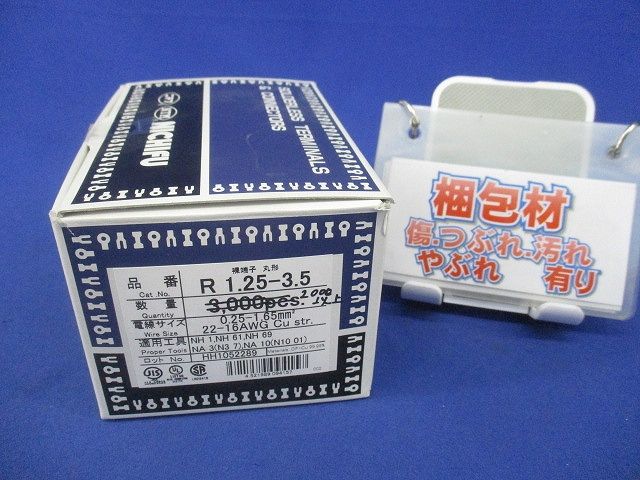 NICHIFU
SOLDERLESS TERMINALS
& CONNECTORS
裸端子 丸形
品番 R 1.25-3.5
Cat.No.
数量 3,000pcs. 2000以上
Quantity
電線サイズ 0.25-1.65mm²
Wire Size 22-16AWG Cu str.
適用工具 NH 1,NH 61,NH 69
Proper Tools NA 3(N3 7),NA 10(N10 01)
ロット No. HH1052289
JIS UL
梱包材
傷.つぶれ.汚れ
やぶれ 有り